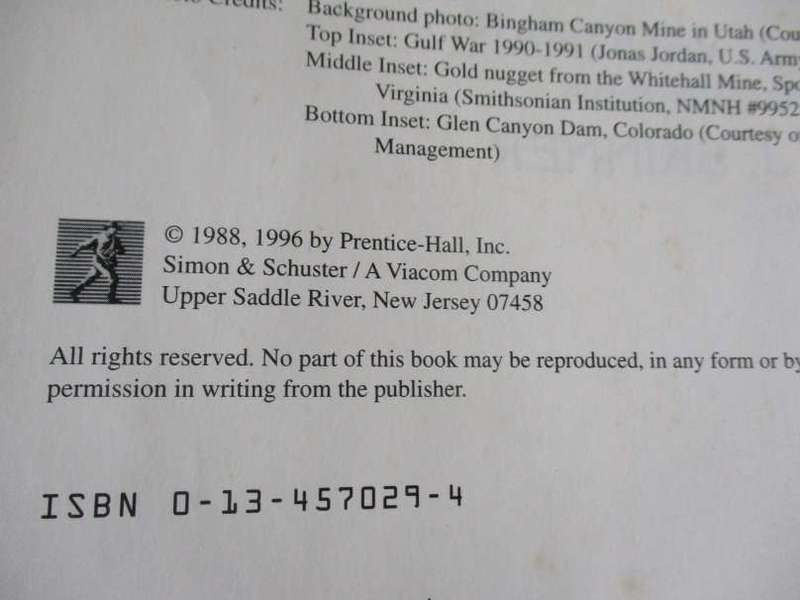 Credits: Background photo: Bingham Canyon Mine in Utah (Cou
Top Inset: Gulf War 1990-1991 (Jonas Jordan, U.S. Army
Middle Inset: Gold nugget from the Whitehall Mine, Spo
Virginia (Smithsonian Institution, NMNH #9952
Bottom Inset: Glen Canyon Dam, Colorado (Courtesy o
Management)
© 1988, 1996 by Prentice-Hall, Inc.
Simon & Schuster / A Viacom Company
Upper Saddle River, New Jersey 07458
All rights reserved. No part of this book may be reproduced, in any form or by
permission in writing from the publisher.
ISBN 0-13-457029-4